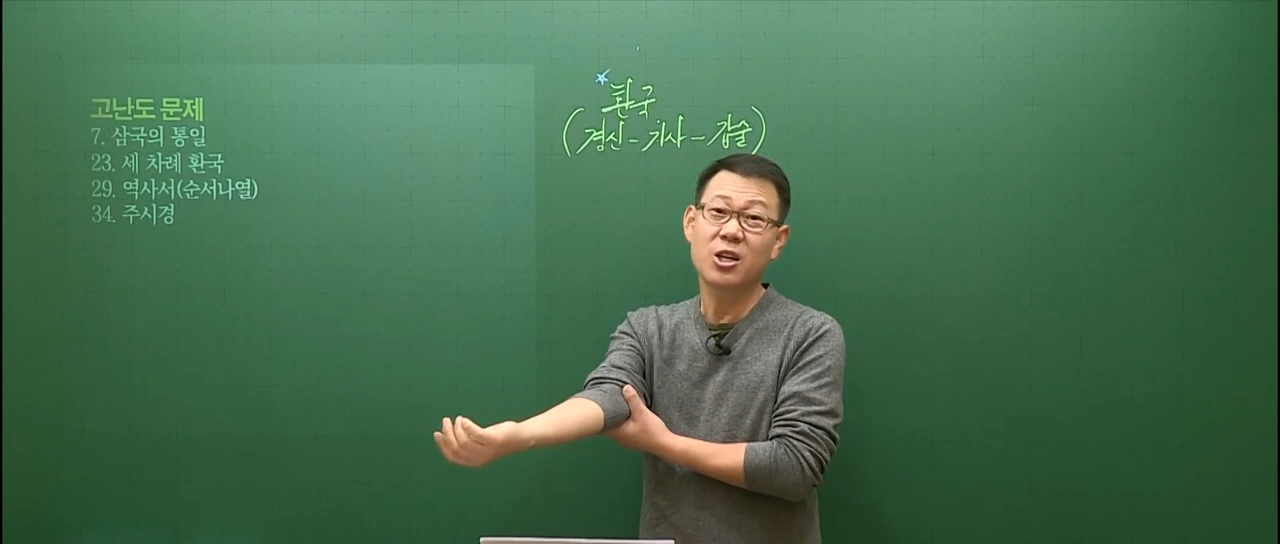 고난도 문제
7. 삼국의 통일
23. 세 차례 환국
29. 역사서(순서나열)
34. 주시경
환국
(경신 - 기사 - 갑술)